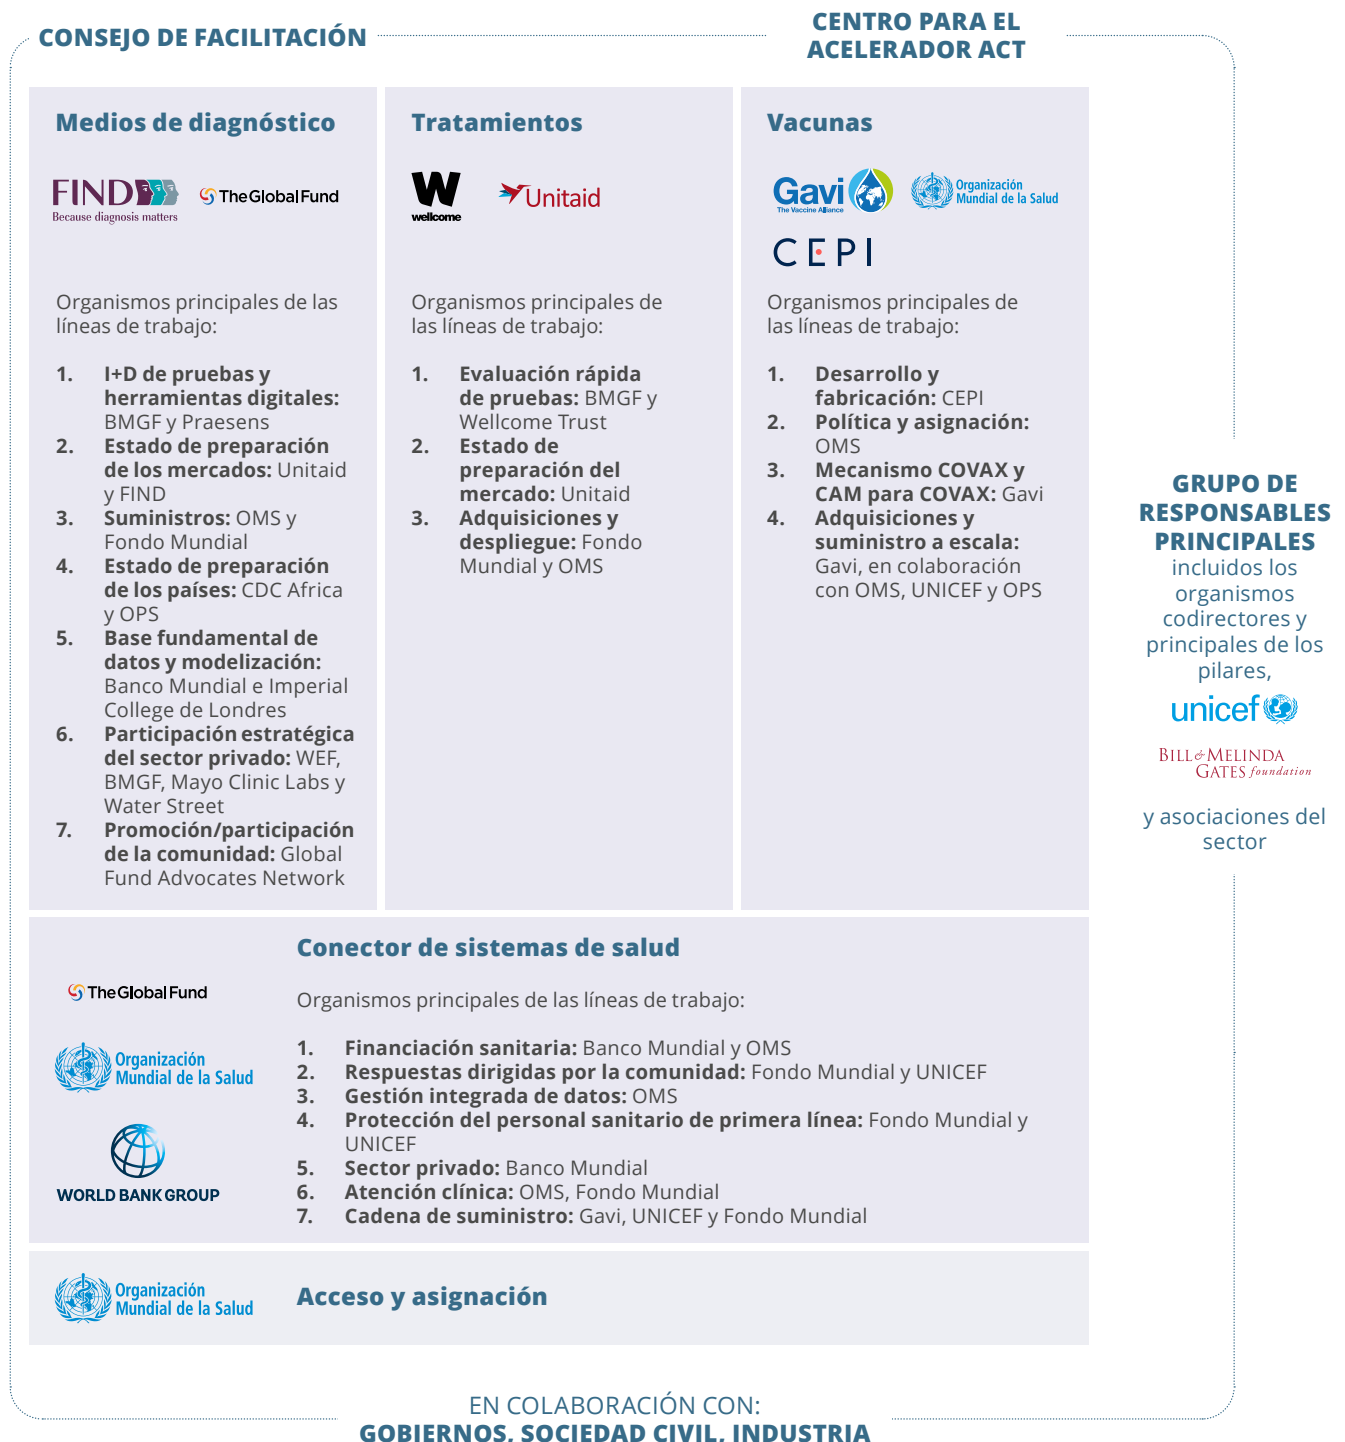 CONSEJO DE FACILITACIÓN
CENTRO PARA EL
ACELERADOR ACT
Medios de diagnóstico
FIND
Because diagnosis matters
The Global Fund
Organismos principales de las
líneas de trabajo:
1. I+D de pruebas y
herramientas digitales:
BMGF y Praesens
2. Estado de preparación
de los mercados: Unitaid
y FIND
3. Suministros: OMS y
Fondo Mundial
4. Estado de preparación
de los países: CDC Africa
y OPS
5. Base fundamental de
datos y modelización:
Banco Mundial e Imperial
College de Londres
6. Participación estratégica
del sector privado: WEF,
BMGF, Mayo Clinic Labs y
Water Street
7. Promoción/participación
de la comunidad: Global
Fund Advocates Network
Tratamientos
W
wellcome
Unitaid
Organismos principales de
las líneas de trabajo:
1. Evaluación rápida
de pruebas: BMGF y
Wellcome Trust
2. Estado de
preparación del
mercado: Unitaid
3. Adquisiciones y
despliegue: Fondo
Mundial y OMS
Vacunas
Gavi
The Vaccine Alliance
Organización
Mundial de la Salud
CEPI
Organismos principales de
las líneas de trabajo:
1. Desarrollo y
fabricación: CEPI
2. Política y asignación:
OMS
3. Mecanismo COVAX y
CAM para COVAX: Gavi
4. Adquisiciones y
suministro a escala:
Gavi, en colaboración
con OMS, UNICEF y OPS
GRUPO DE
RESPONSABLES
PRINCIPALES
incluidos los
organismos
codirectores y
principales de los
pilares,
unicef
BILL & MELINDA
GATES foundation
y asociaciones del
sector
Conector de sistemas de salud
The Global Fund
Organización
Mundial de la Salud
WORLD BANK GROUP
Organismos principales de las líneas de trabajo:
1. Financiación sanitaria: Banco Mundial y OMS
2. Respuestas dirigidas por la comunidad: Fondo Mundial y UNICEF
3. Gestión integrada de datos: OMS
4. Protección del personal sanitario de primera línea: Fondo Mundial y
UNICEF
5. Sector privado: Banco Mundial
6. Atención clínica: OMS, Fondo Mundial
7. Cadena de suministro: Gavi, UNICEF y Fondo Mundial
Organización
Mundial de la Salud
Acceso y asignación
EN COLABORACIÓN CON:
GOBIERNOS, SOCIEDAD CIVIL, INDUSTRIA